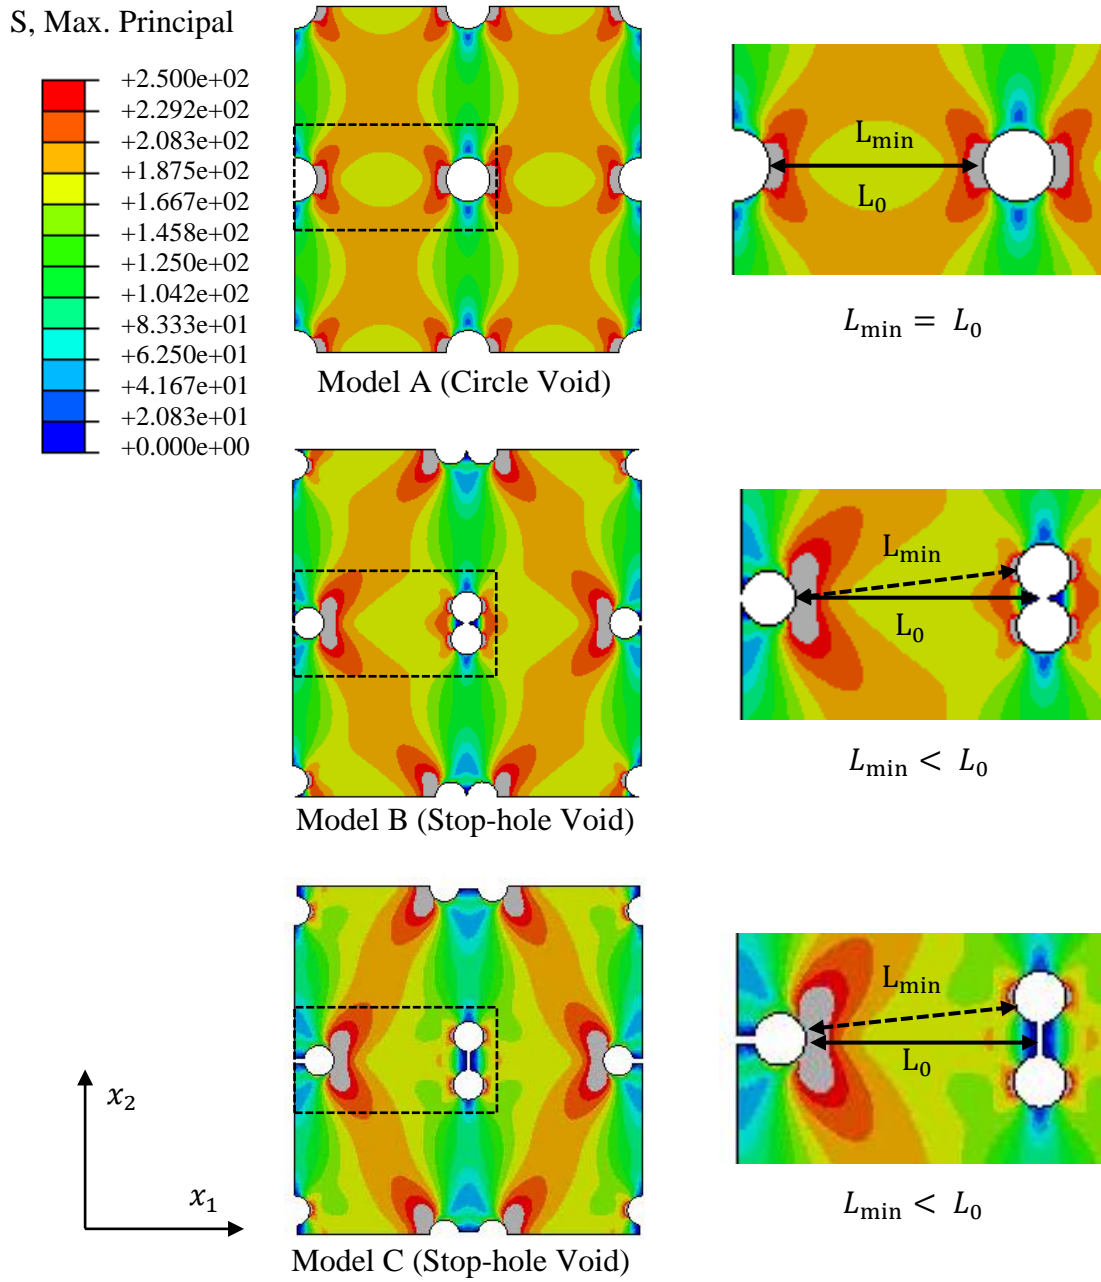 S, Max. Principal
+2.500e+02
+2.292e+02
+2.083e+02
+1.875e+02
+1.667e+02
+1.458e+02
+1.250e+02
+1.042e+02
+8.333e+01
+6.250e+01
+4.167e+01
+2.083e+01
+0.000e+00
Lmin
L0
Lmin = L0
Model A (Circle Void)
Lmin
L0
Lmin < L0
Model B (Stop-hole Void)
Lmin
L0
Lmin < L0
x2
x1
Model C (Stop-hole Void)